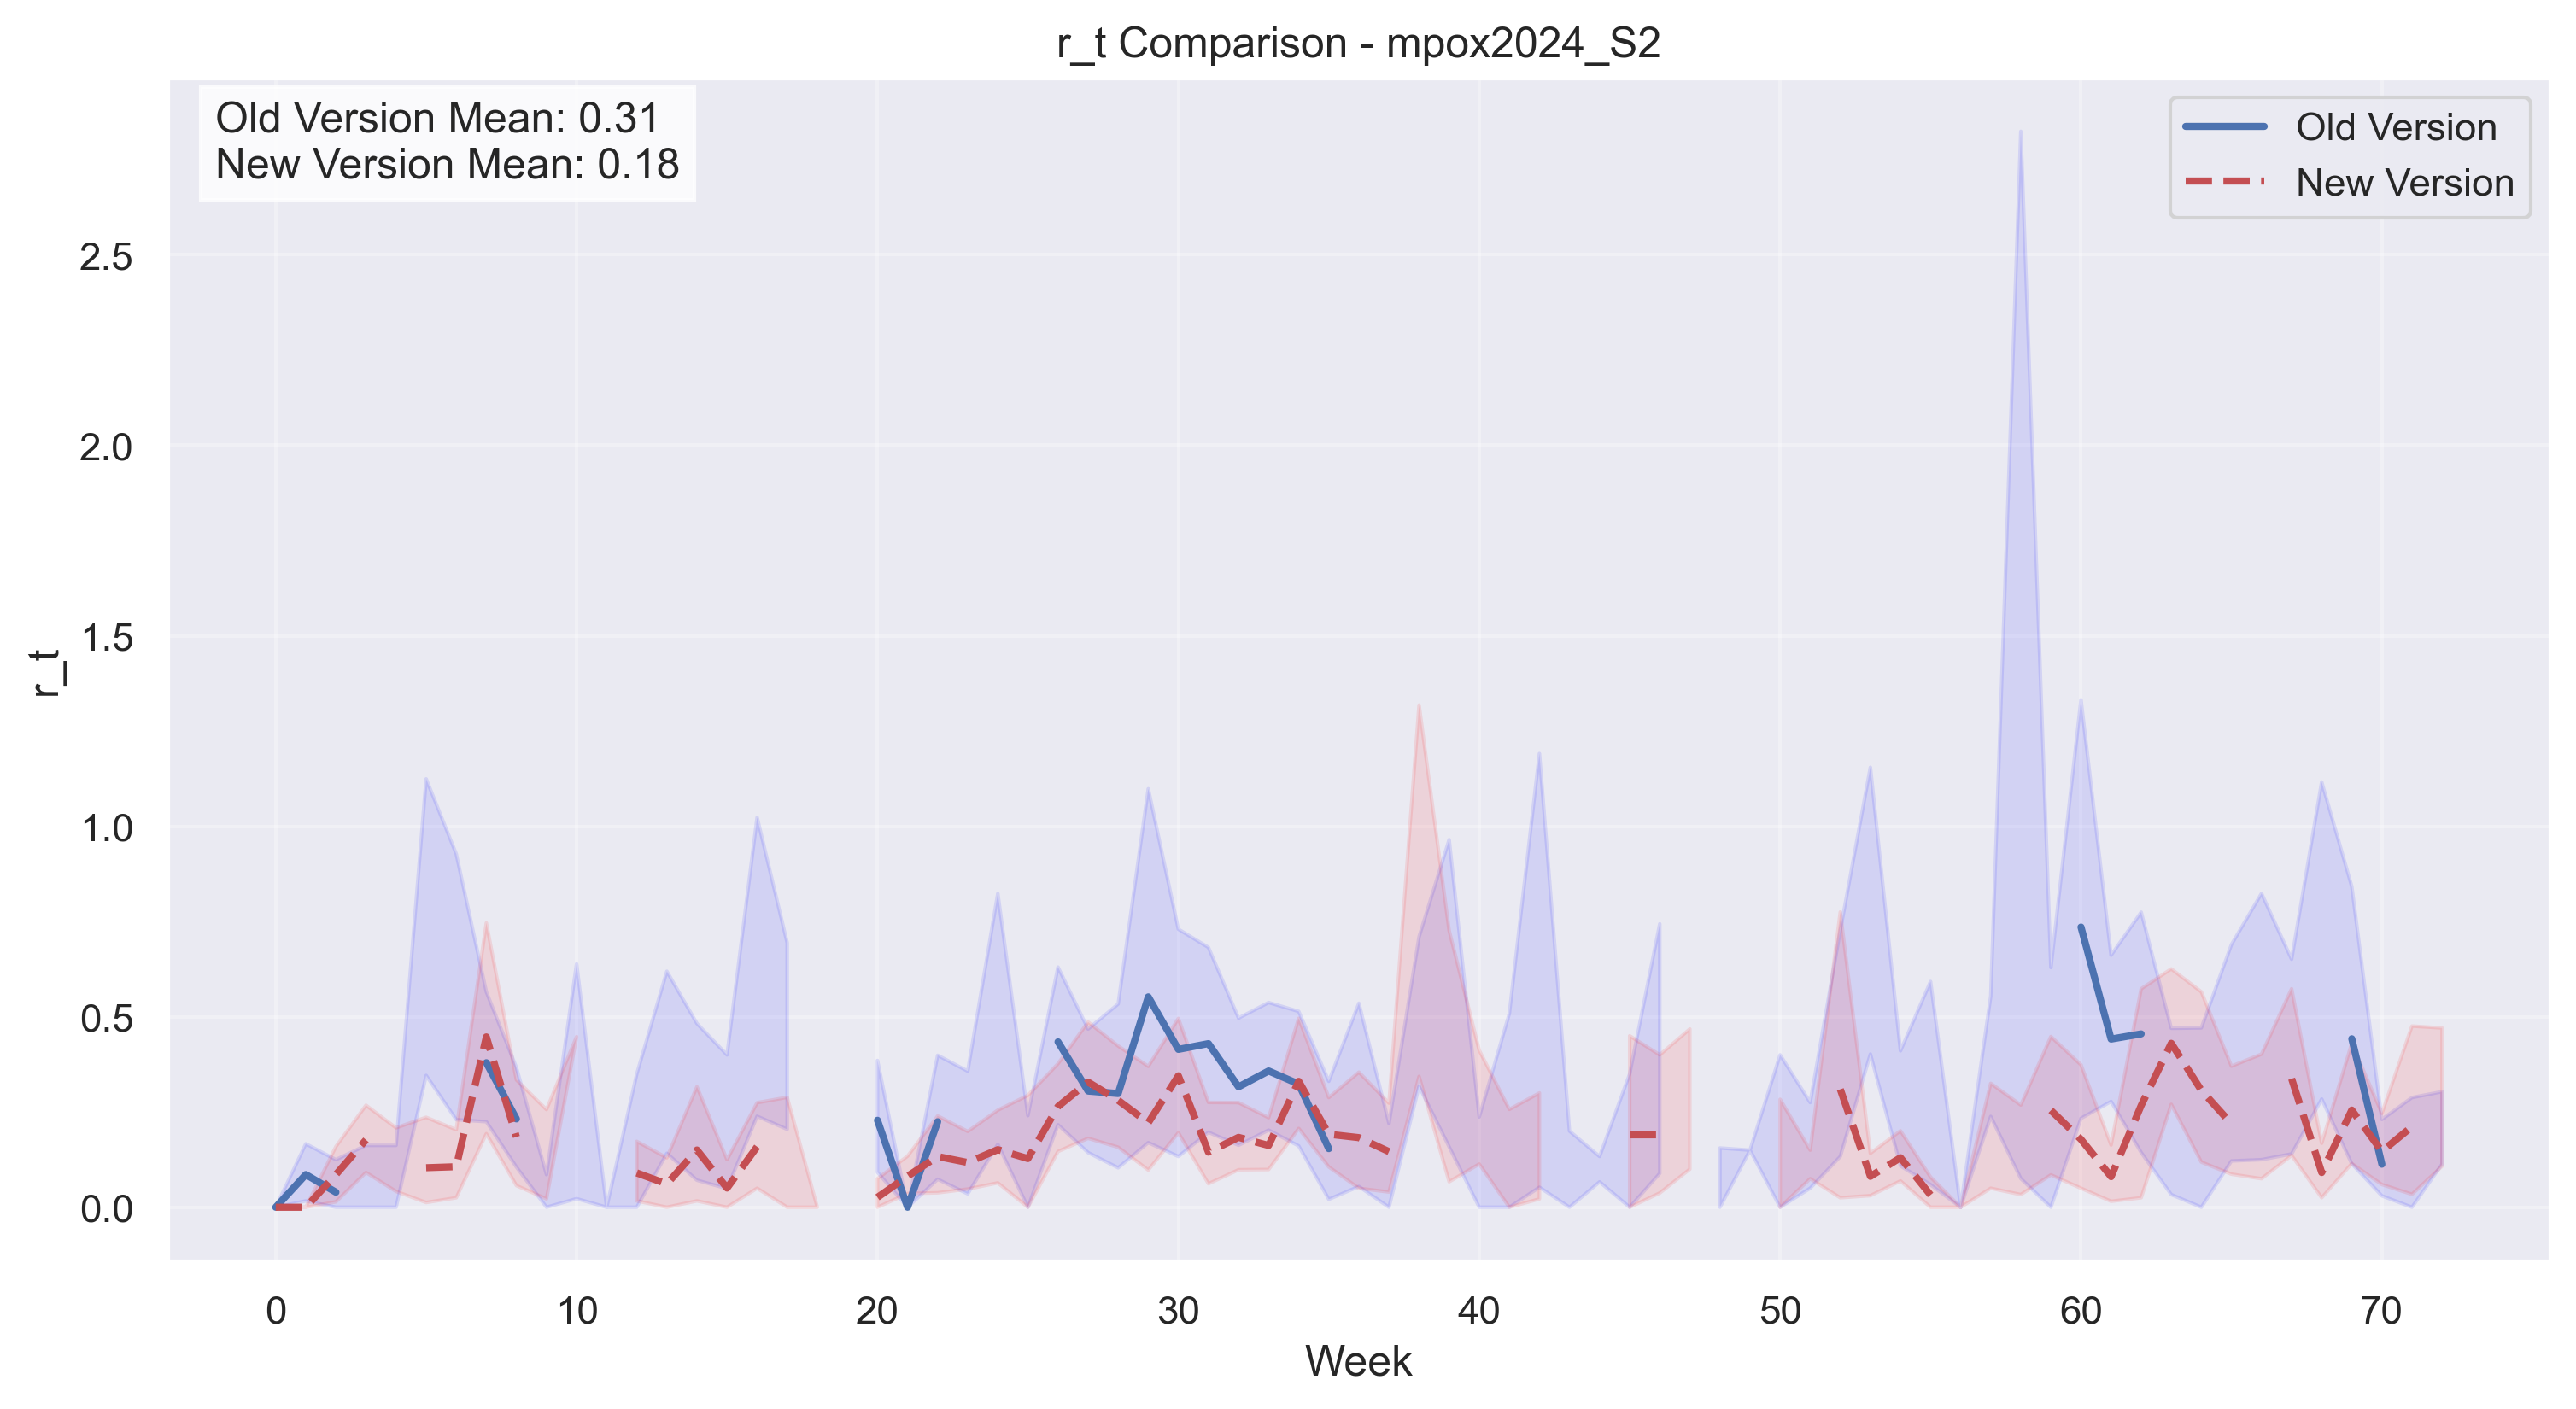 r_t Comparison - mpox2024_S2
Old Version Mean: 0.31
New Version Mean: 0.18
Old Version
New Version
2.5
2.0
1.5
1.0
0.5
0.0
r_t
0 10 20 30 40 50 60 70
Week